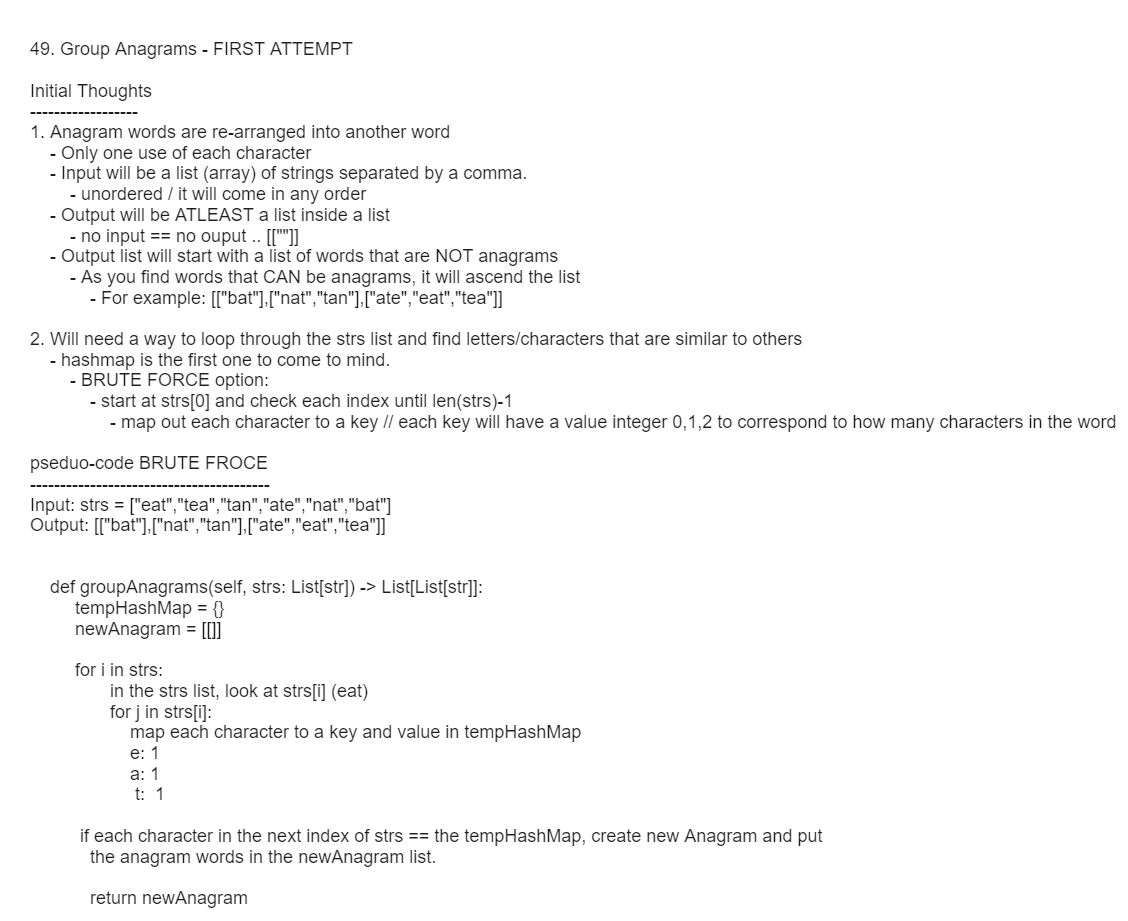 49. Group Anagrams - FIRST ATTEMPT
Initial Thoughts
------------------
1. Anagram words are re-arranged into another word
- Only one use of each character
- Input will be a list (array) of strings separated by a comma.
- unordered / it will come in any order
- Output will be ATLEAST a list inside a list
- no input == no ouput .. [[""]]
- Output list will start with a list of words that are NOT anagrams
- As you find words that CAN be anagrams, it will ascend the list
- For example: [["bat"],["nat","tan"],["ate","eat","tea"]]
2. Will need a way to loop through the strs list and find letters/characters that are similar to others
- hashmap is the first one to come to mind.
- BRUTE FORCE option:
- start at strs[0] and check each index until len(strs)-1
- map out each character to a key // each key will have a value integer 0,1,2 to correspond to how many characters in the word
pseduo-code BRUTE FROCE
----------------------------------------
Input: strs = ["eat","tea","tan","ate","nat","bat"]
Output: [["bat"],["nat","tan"],["ate","eat","tea"]]
def groupAnagrams(self, strs: List[str]) -> List[List[str]]:
tempHashMap = {}
newAnagram = [[]]
for i in strs:
in the strs list, look at strs[i] (eat)
for j in strs[i]:
map each character to a key and value in tempHashMap
e: 1
a: 1
t: 1
if each character in the next index of strs == the tempHashMap, create new Anagram and put
the anagram words in the newAnagram list.
return newAnagram